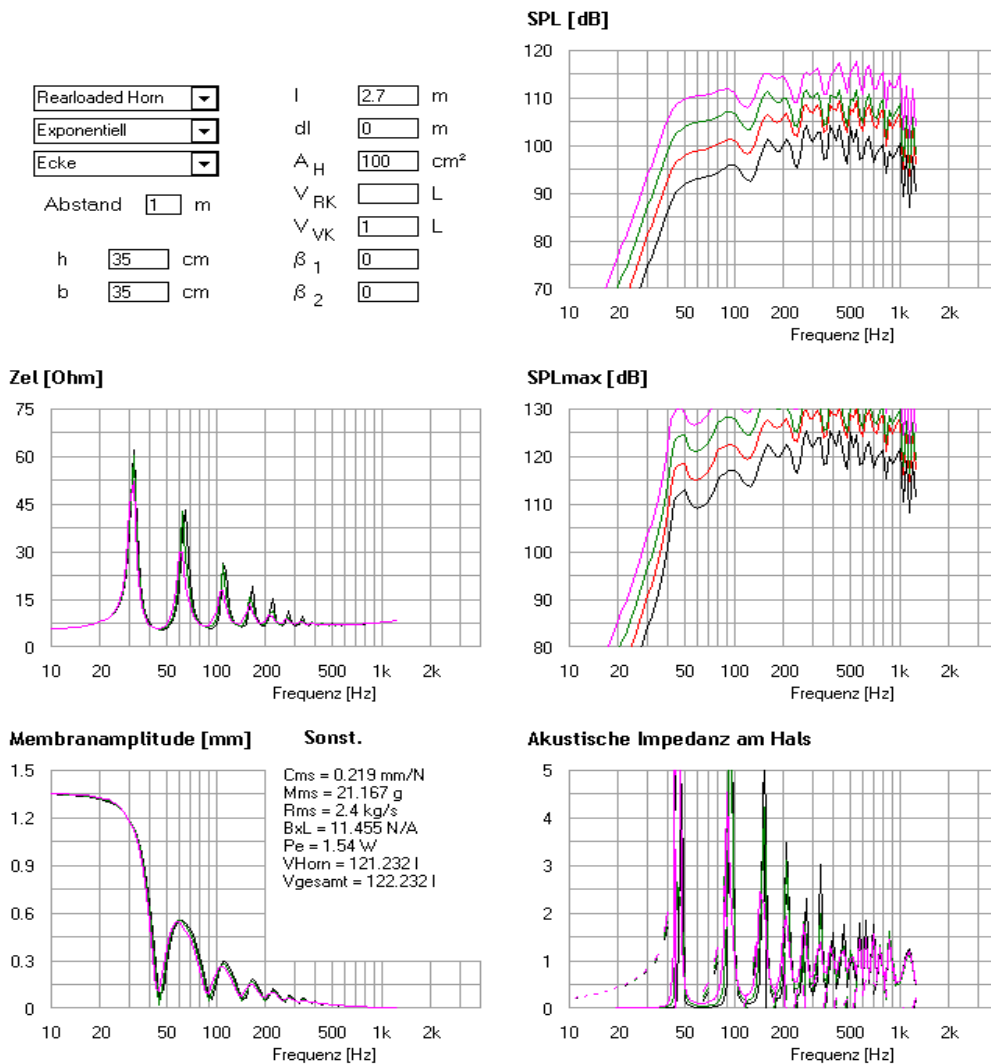 SPL [dB]
Rearloaded Horn
Exponentiell
Ecke
Abstand 1 m
h 35 cm
b 35 cm
l 2.7 m
dl 0 m
A H 100 cm²
V RK L
V VK 1 L
β 1 0
β 2 0
120
110
100
90
80
70
10 20 50 100 200 500 1k 2k
Frequenz [Hz]
Zel [Ohm]
75
60
45
30
15
0
10 20 50 100 200 500 1k 2k
Frequenz [Hz]
SPLmax [dB]
130
120
110
100
90
80
10 20 50 100 200 500 1k 2k
Frequenz [Hz]
Membranamplitude [mm]
1.5
1.2
0.9
0.6
0.3
0
10 20 50 100 200 500 1k 2k
Frequenz [Hz]
Sonst.
Cms = 0.219 mm/N
Mms = 21.167 g
Rms = 2.4 kg/s
BxL = 11.455 N/A
Pe = 1.54 W
VHorn = 121.232 l
Vgesamt = 122.232 l
Akustische Impedanz am Hals
5
4
3
2
1
0
10 20 50 100 200 500 1k 2k
Frequenz [Hz]